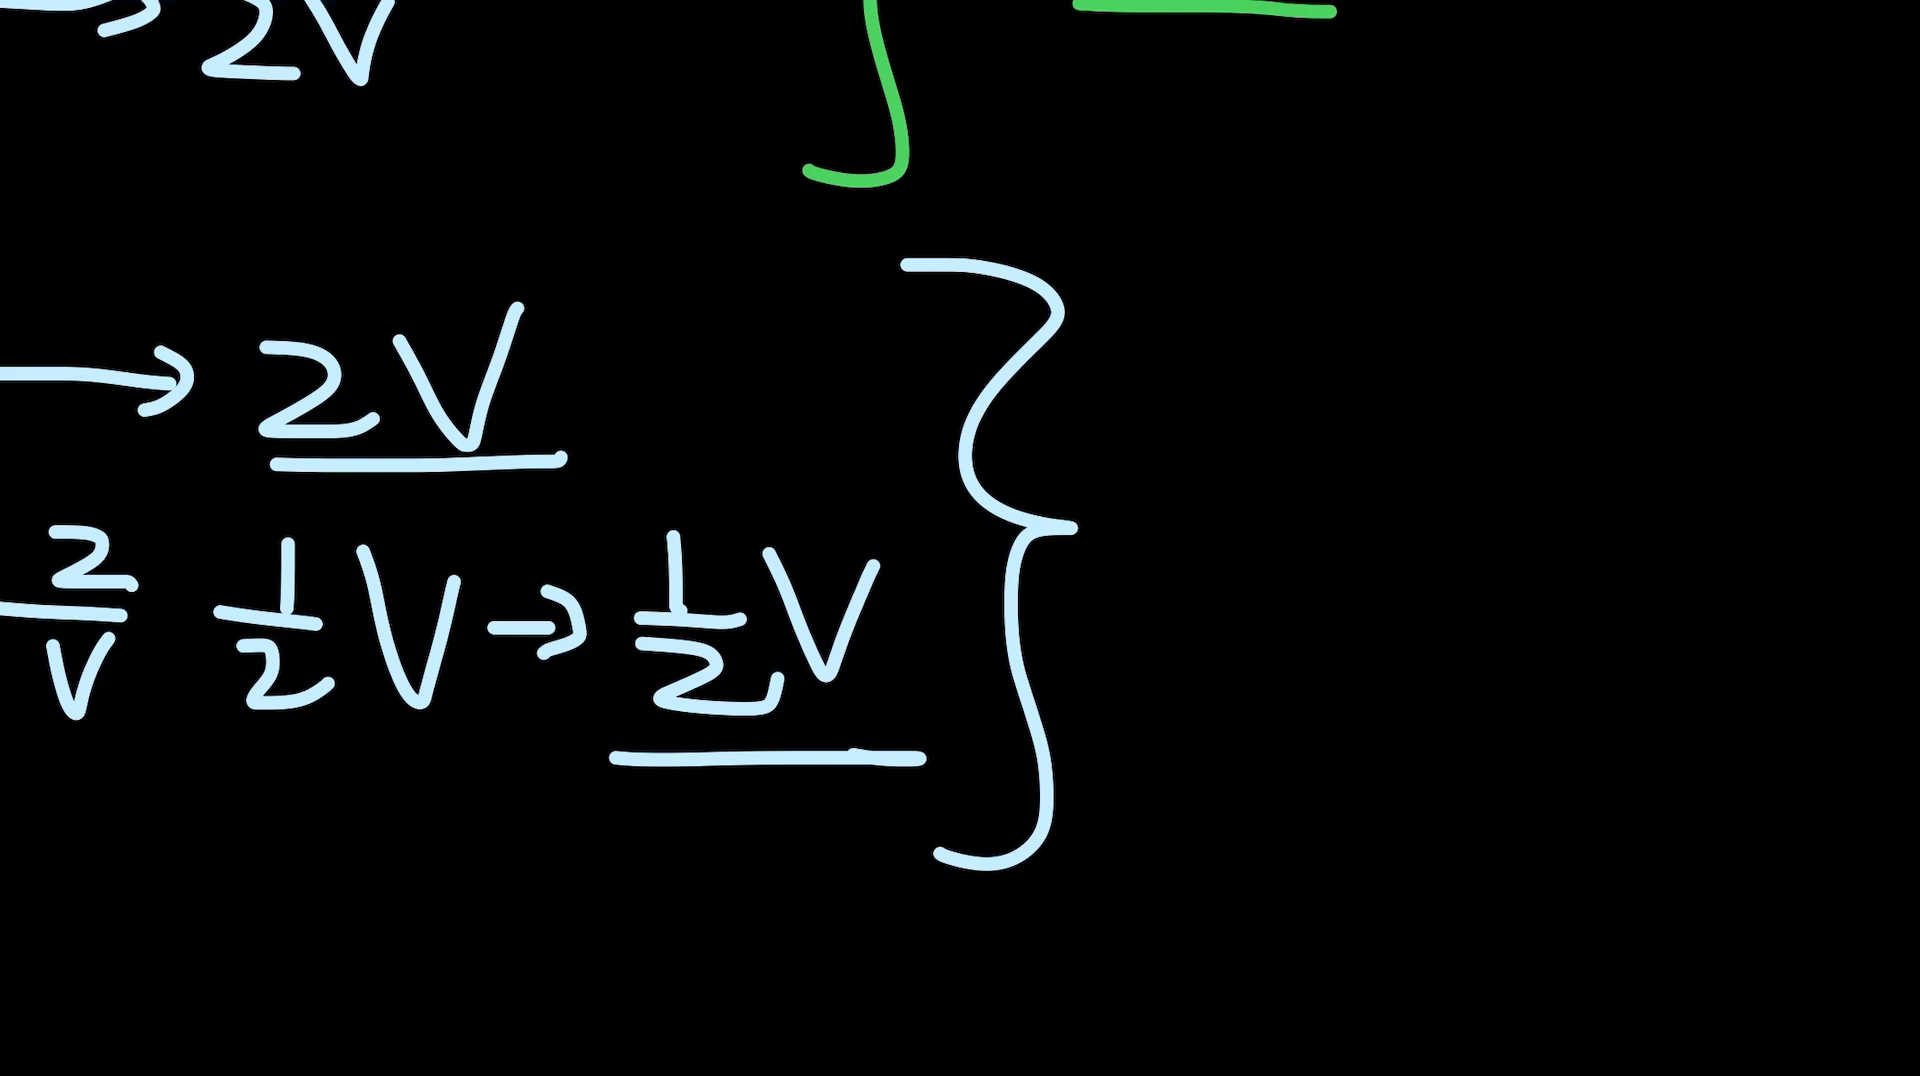 → 2V }
→ 2V
2/V 1/2 V → 1/2 V }